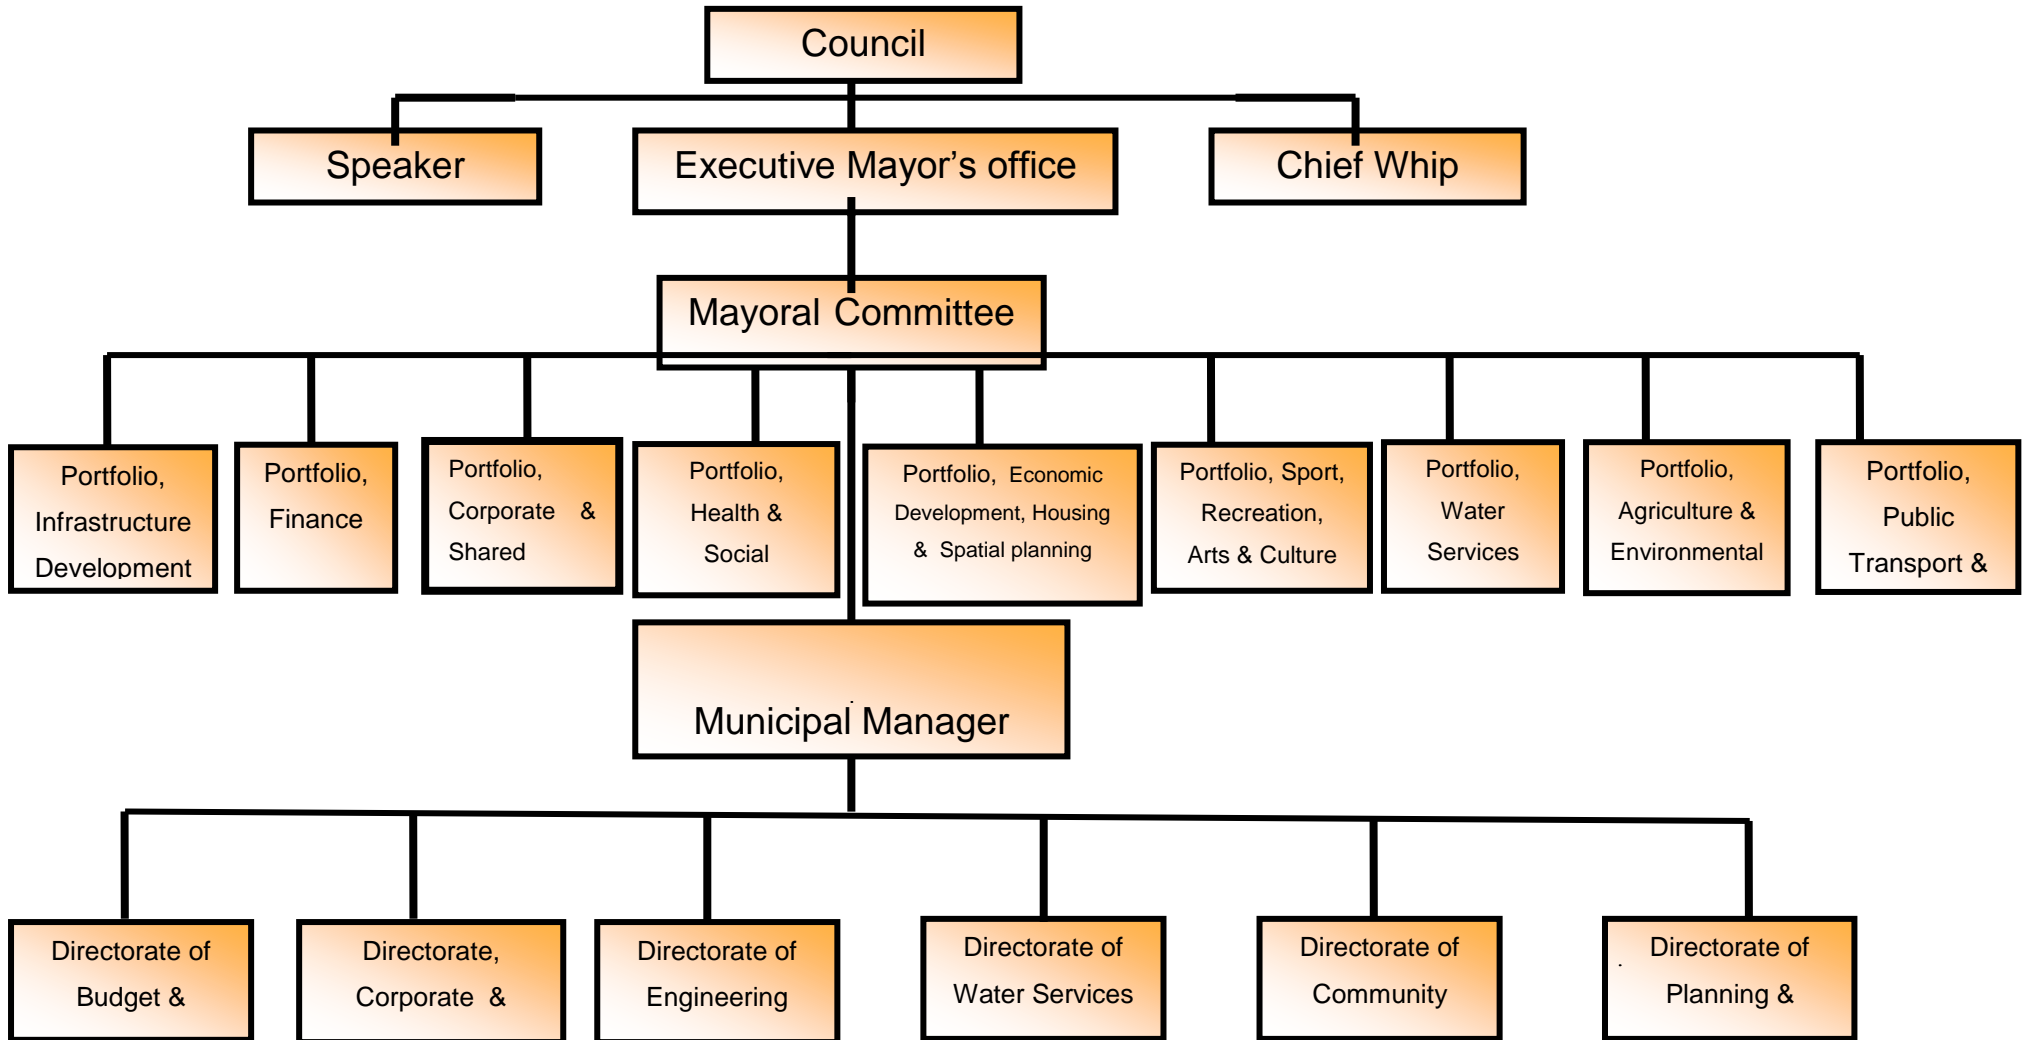 Council
Speaker
Executive Mayor’s office
Chief Whip
Mayoral Committee
Portfolio,
Infrastructure
Development
Portfolio,
Finance
Portfolio,
Corporate &
Shared
Portfolio,
Health &
Social
Portfolio, Economic
Development, Housing
& Spatial planning
Portfolio, Sport,
Recreation,
Arts & Culture
Portfolio,
Water
Services
Portfolio,
Agriculture &
Environmental
Portfolio,
Public
Transport &
Municipal Manager
Directorate of
Budget &
Directorate,
Corporate &
Directorate of
Engineering
Directorate of
Water Services
Directorate of
Community
Directorate of
Planning &